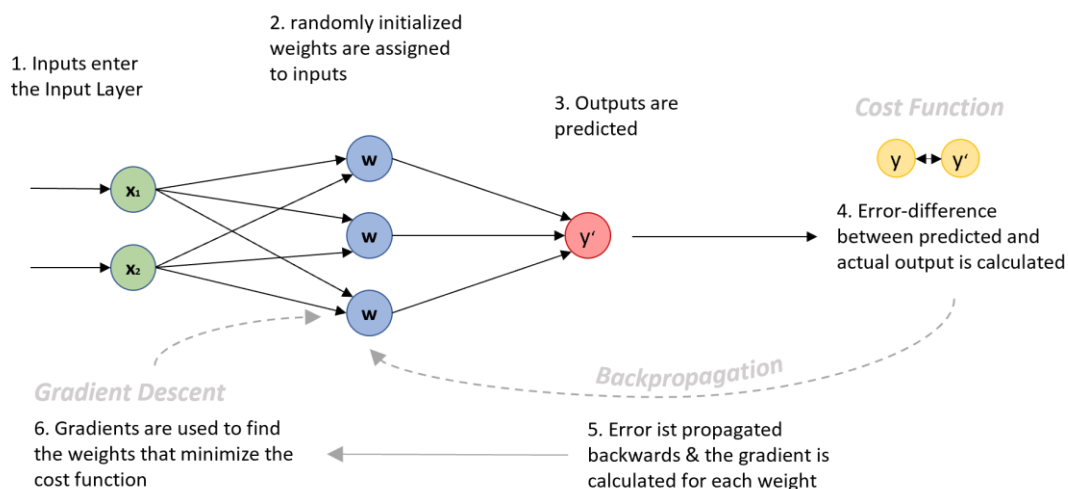 1. Inputs enter
the Input Layer
2. randomly initialized
weights are assigned
to inputs
3. Outputs are
predicted
Cost Function
y y‘
4. Error-difference
between predicted and
actual output is calculated
x₁
x₂
w
w
w
y‘
Backpropagation
Gradient Descent
5. Error ist propagated
backwards & the gradient is
calculated for each weight
6. Gradients are used to find
the weights that minimize the
cost function